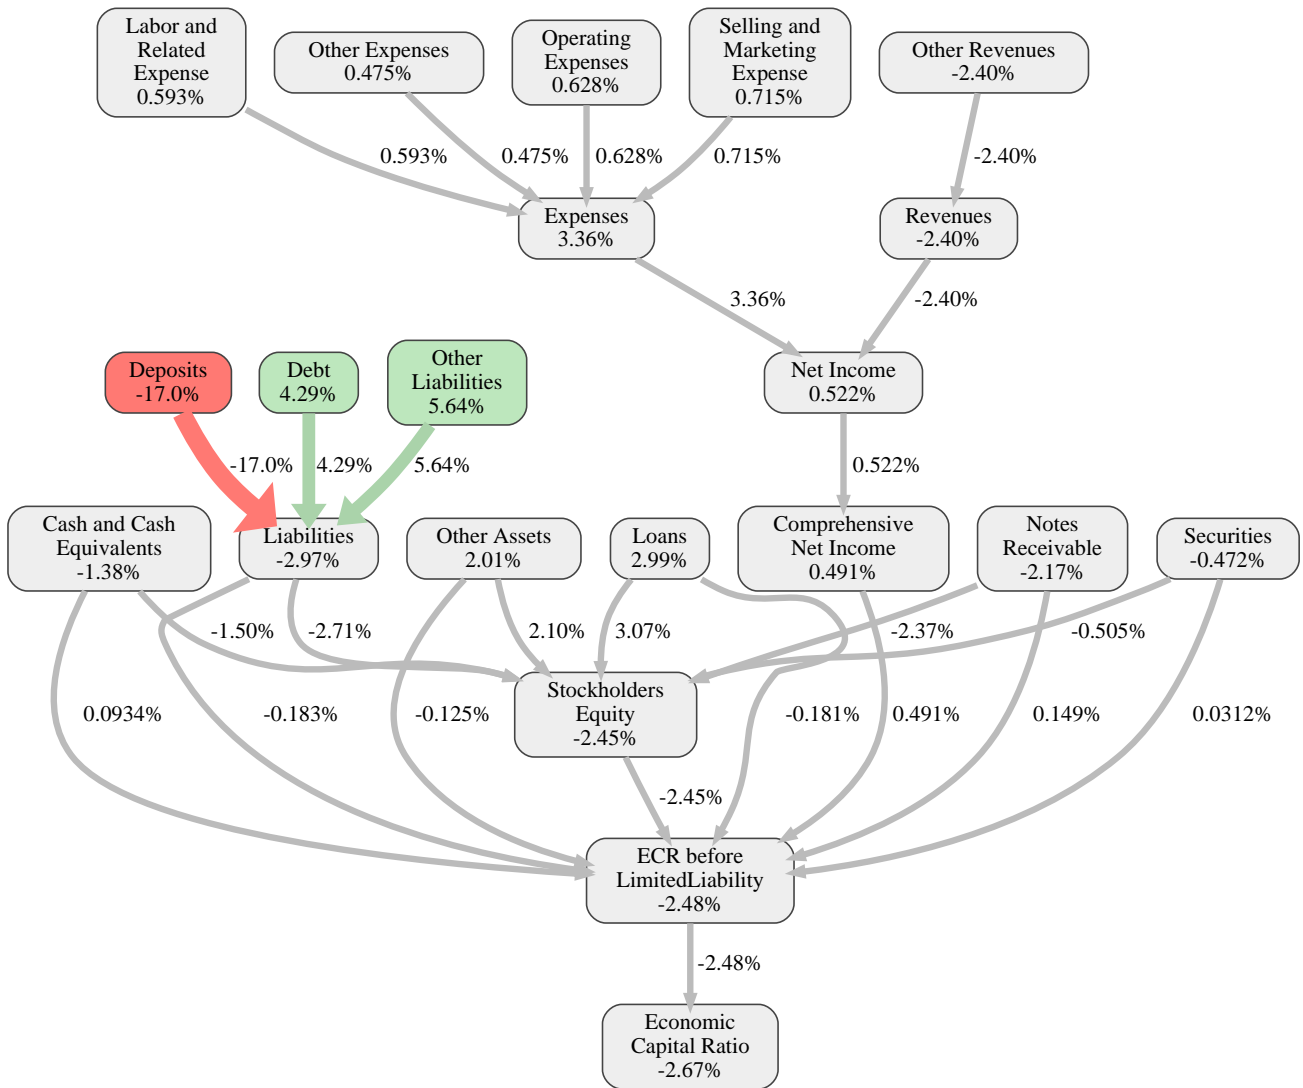 Labor and
Related
Expense
0.593%
Other Expenses
0.475%
Operating
Expenses
0.628%
Selling and
Marketing
Expense
0.715%
Other Revenues
-2.40%
0.593%
0.475%
0.628%
0.715%
-2.40%
Expenses
3.36%
Revenues
-2.40%
3.36%
-2.40%
Deposits
-17.0%
Debt
4.29%
Other
Liabilities
5.64%
Net Income
0.522%
-17.0%
4.29%
5.64%
0.522%
Cash and Cash
Equivalents
-1.38%
Liabilities
-2.97%
Other Assets
2.01%
Loans
2.99%
Comprehensive
Net Income
0.491%
Notes
Receivable
-2.17%
Securities
-0.472%
-1.50%
-2.71%
2.10%
3.07%
-2.37%
-0.505%
Stockholders
Equity
-2.45%
0.0934%
-0.183%
-0.125%
-0.181%
0.491%
0.149%
0.0312%
-2.45%
ECR before
LimitedLiability
-2.48%
-2.48%
Economic
Capital Ratio
-2.67%